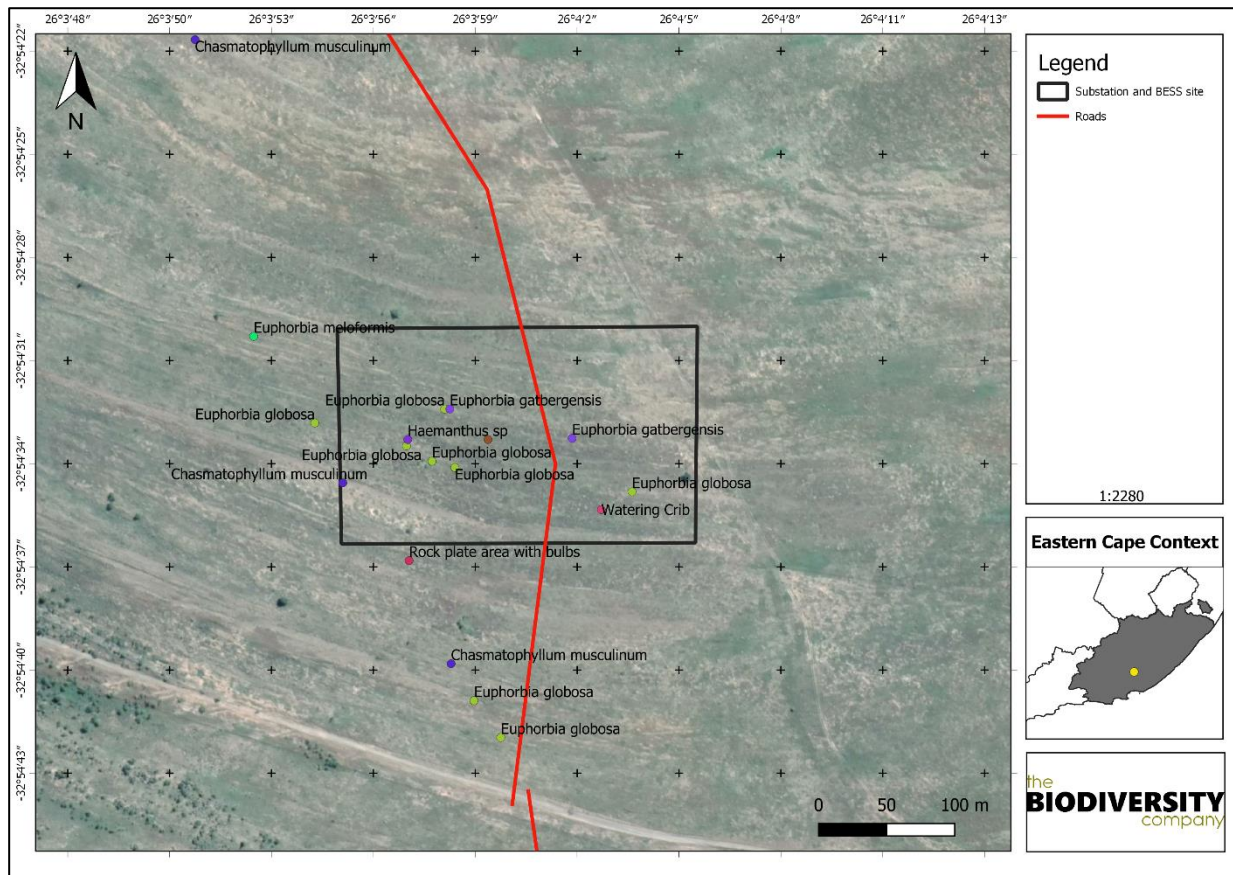 26°3′48″ 26°3′50″ 26°3′53″ 26°3′56″ 26°3′59″ 26°4′2″ 26°4′5″ 26°4′8″ 26°4′11″ 26°4′13″
-32°54′22″
Chasmatophyllum musculinum
N
-32°54′25″
-32°54′28″
Euphorbia meloformis
-32°54′31″
Euphorbia globosa
Euphorbia gatbergensis
Euphorbia globosa
Haemanthus sp
Euphorbia gatbergensis
Euphorbia globosa
Euphorbia globosa
-32°54′34″
Chasmatophyllum musculinum
Euphorbia globosa
Euphorbia globosa
Watering Crib
Rock plate area with bulbs
-32°54′37″
Chasmatophyllum musculinum
-32°54′40″
Euphorbia globosa
Euphorbia globosa
-32°54′43″
0 50 100 m
Legend
Substation and BESS site
Roads
1:2280
Eastern Cape Context
the
BIODIVERSITY
company